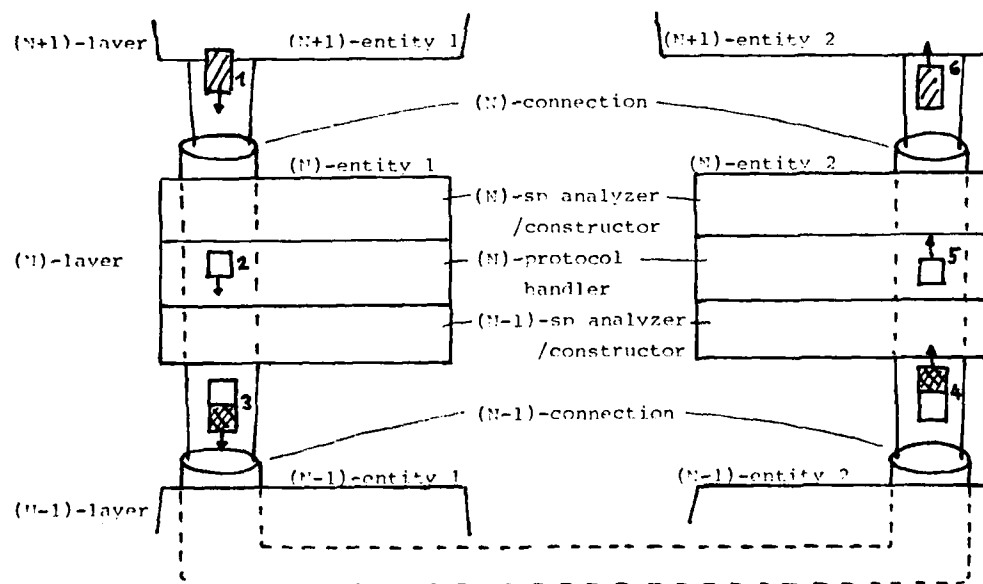 (N+1)-layer
(N+1)-entity 1
(N+1)-entity 2
1
6
(N)-connection
(N)-entity 1
(N)-entity 2
(N)-sp analyzer
/constructor
(N)-layer
2
(N)-protocol
handler
5
(N-1)-sp analyzer
/constructor
3
4
(N-1)-connection
(N-1)-entity 1
(N-1)-entity 2
(N-1)-layer